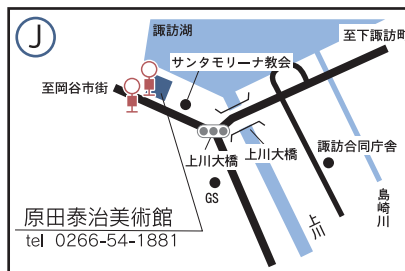 J
諏訪湖
至下諏訪町
サンタモリーナ教会
至岡谷市街
上川大橋
上川大橋
諏訪合同庁舎
GS
上川
島崎川
原田泰治美術館
tel 0266-54-1881